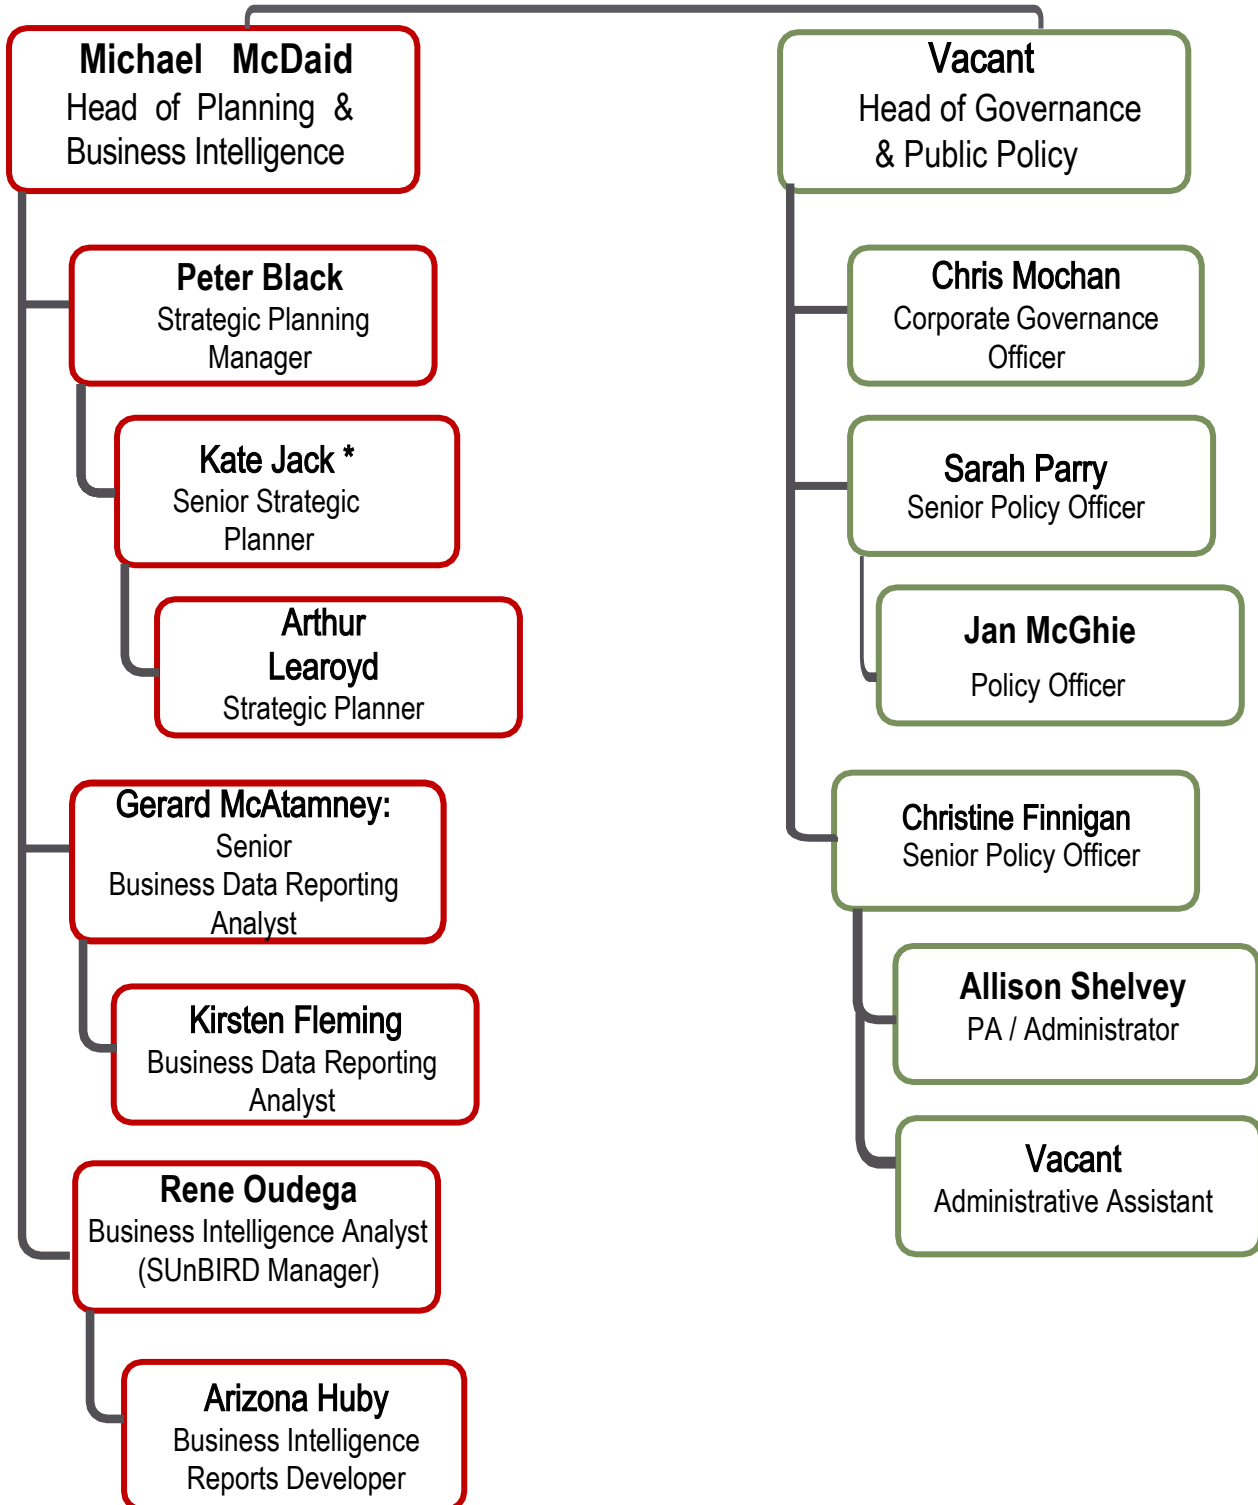 Michael McDaid
Head of Planning &
Business Intelligence
Peter Black
Strategic Planning
Manager
Kate Jack *
Senior Strategic
Planner
Arthur
Learoyd
Strategic Planner
Gerard McAtamney:
Senior
Business Data Reporting
Analyst
Kirsten Fleming
Business Data Reporting
Analyst
Rene Oudega
Business Intelligence Analyst
(SUnBIRD Manager)
Arizona Huby
Business Intelligence
Reports Developer
Vacant
Head of Governance
& Public Policy
Chris Mochan
Corporate Governance
Officer
Sarah Parry
Senior Policy Officer
Jan McGhie
Policy Officer
Christine Finnigan
Senior Policy Officer
Allison Shelvey
PA / Administrator
Vacant
Administrative Assistant